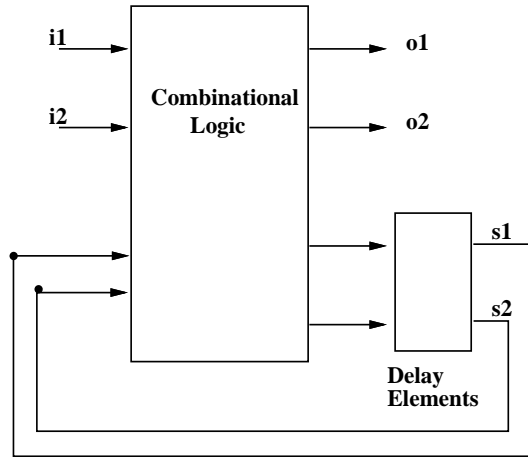 i1
o1
Combinational
Logic
i2
o2
s1
s2
Delay
Elements